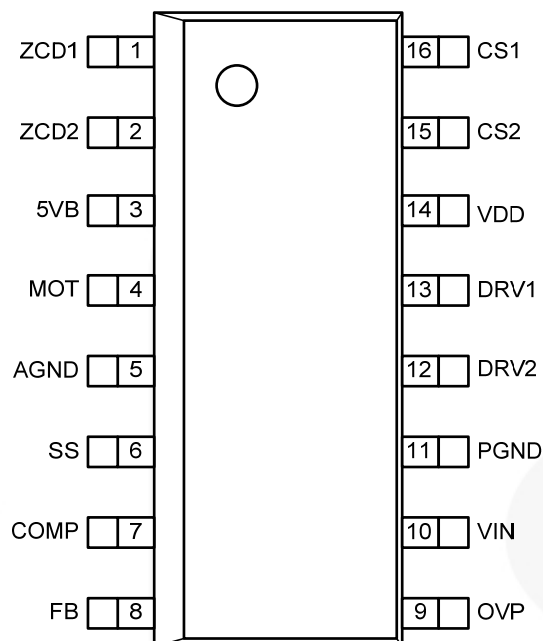 ZCD1 1 16 CS1
ZCD2 2 15 CS2
5VB 3 14 VDD
MOT 4 13 DRV1
AGND 5 12 DRV2
SS 6 11 PGND
COMP 7 10 VIN
FB 8 9 OVP